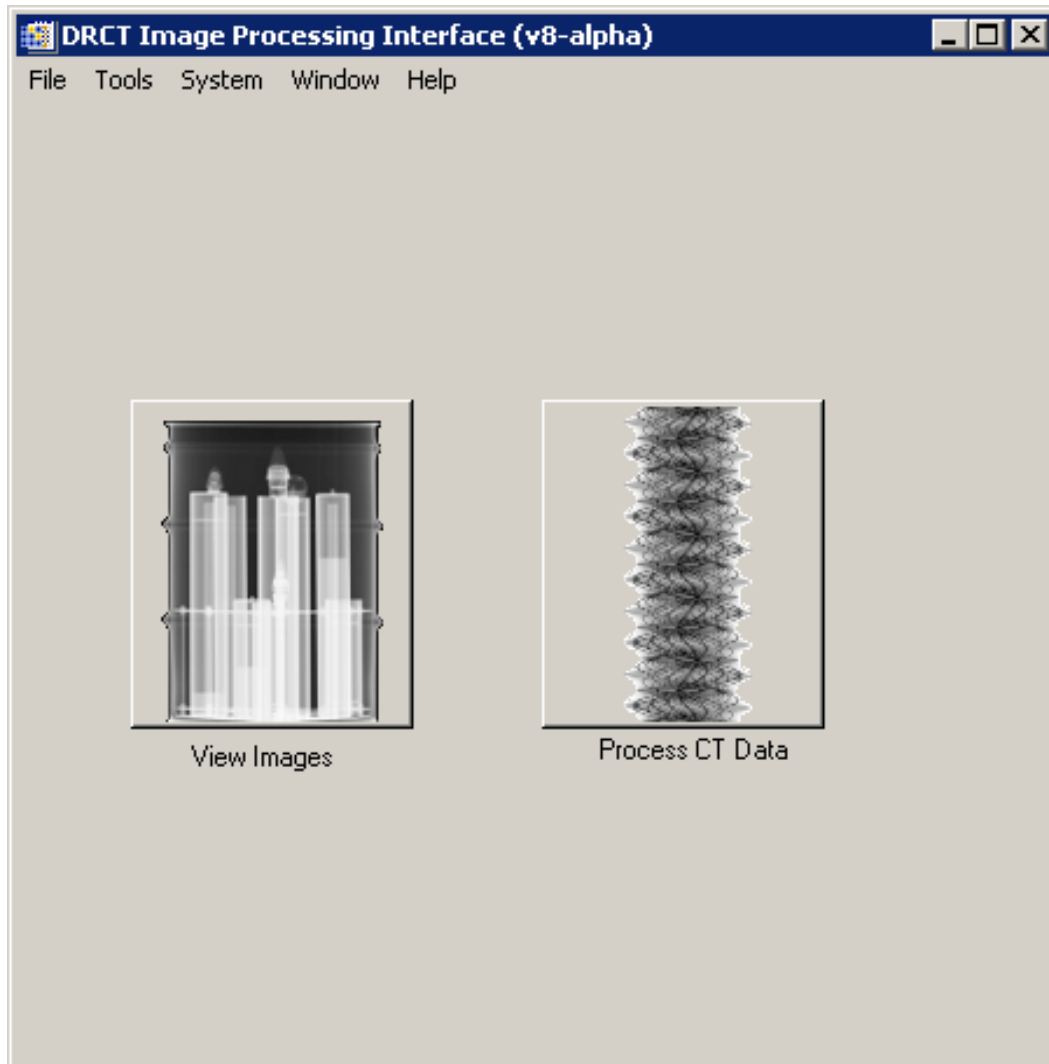 DRCT Image Processing Interface (v8-alpha)
File Tools System Window Help
View Images
Process CT Data